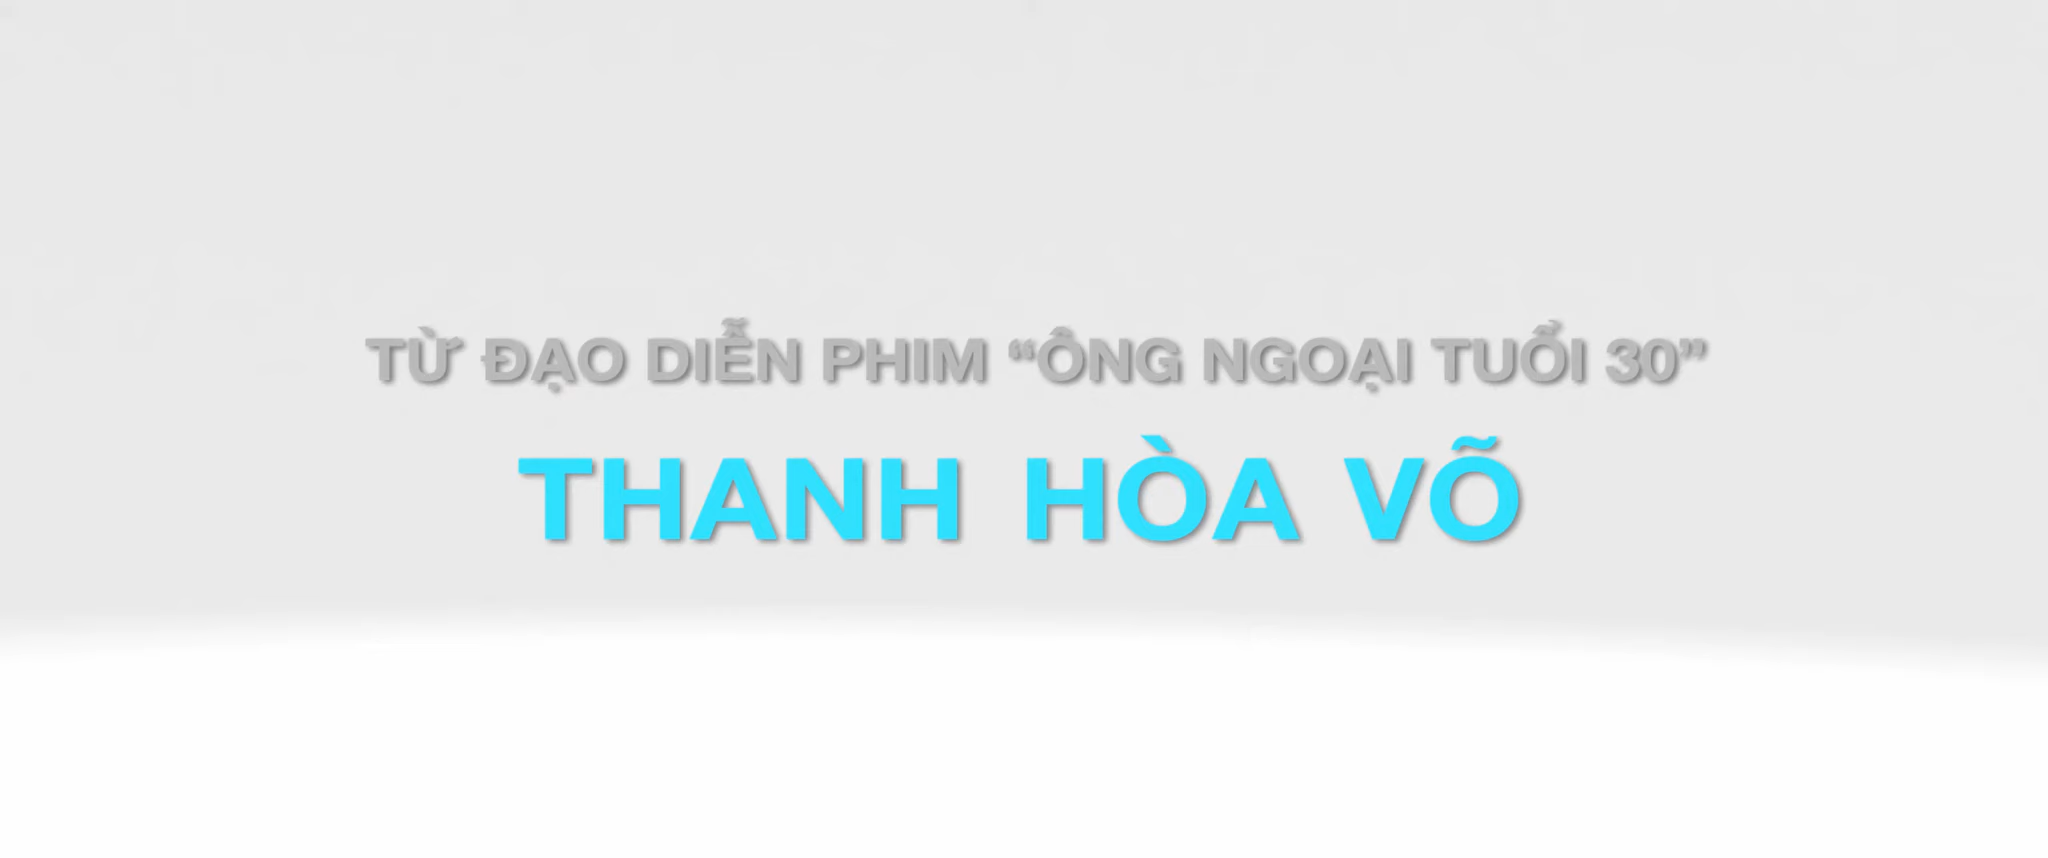 TỪ ĐẠO DIỄN PHIM “ÔNG NGOẠI TUỔI 30”
THANH HÒA VÕ